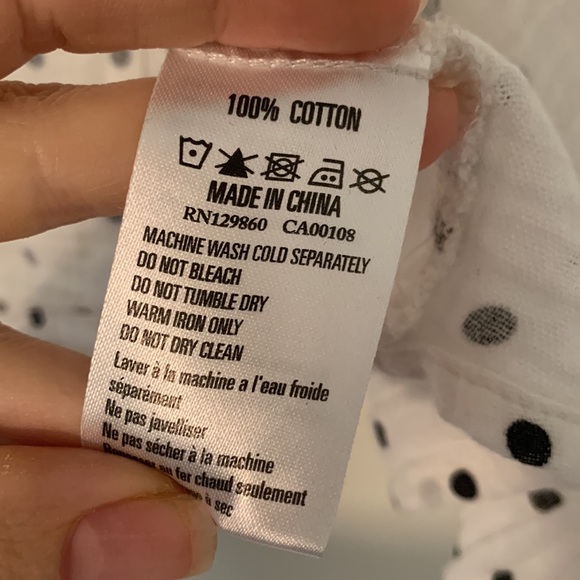 100% COTTON
MADE IN CHINA
RN129860 CA00108
MACHINE WASH COLD SEPARATELY
DO NOT BLEACH
DO NOT TUMBLE DRY
WARM IRON ONLY
DO NOT DRY CLEAN
Laver à la machine a l'eau froide
séparément
Ne pas javelliser
Ne pas sécher à la machine
au fer chaud seulement
à sec